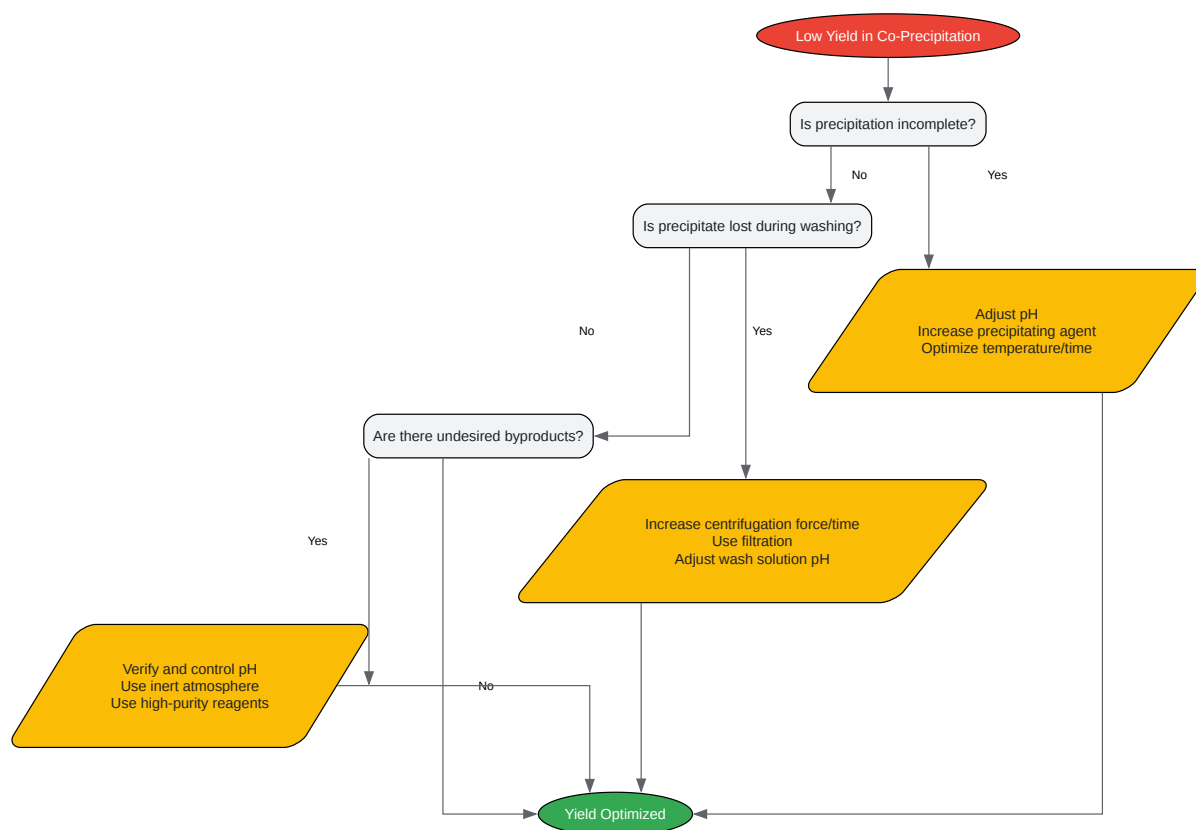 Low Yield in Co-Precipitation
Is precipitation incomplete?
No
Yes
Is precipitate lost during washing?
Adjust pH
Increase precipitating agent
Optimize temperature/time
No
Yes
Are there undesired byproducts?
Increase centrifugation force/time
Use filtration
Adjust wash solution pH
Yes
Verify and control pH
Use inert atmosphere
Use high-purity reagents
No
Yield Optimized